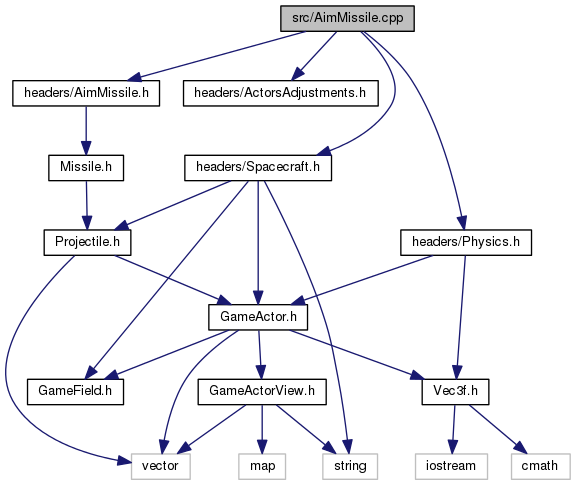 src/AimMissile.cpp
headers/AimMissile.h
headers/ActorsAdjustments.h
Missile.h
headers/Spacecraft.h
Projectile.h
headers/Physics.h
GameActor.h
GameField.h
GameActorView.h
Vec3f.h
vector
map
string
iostream
cmath